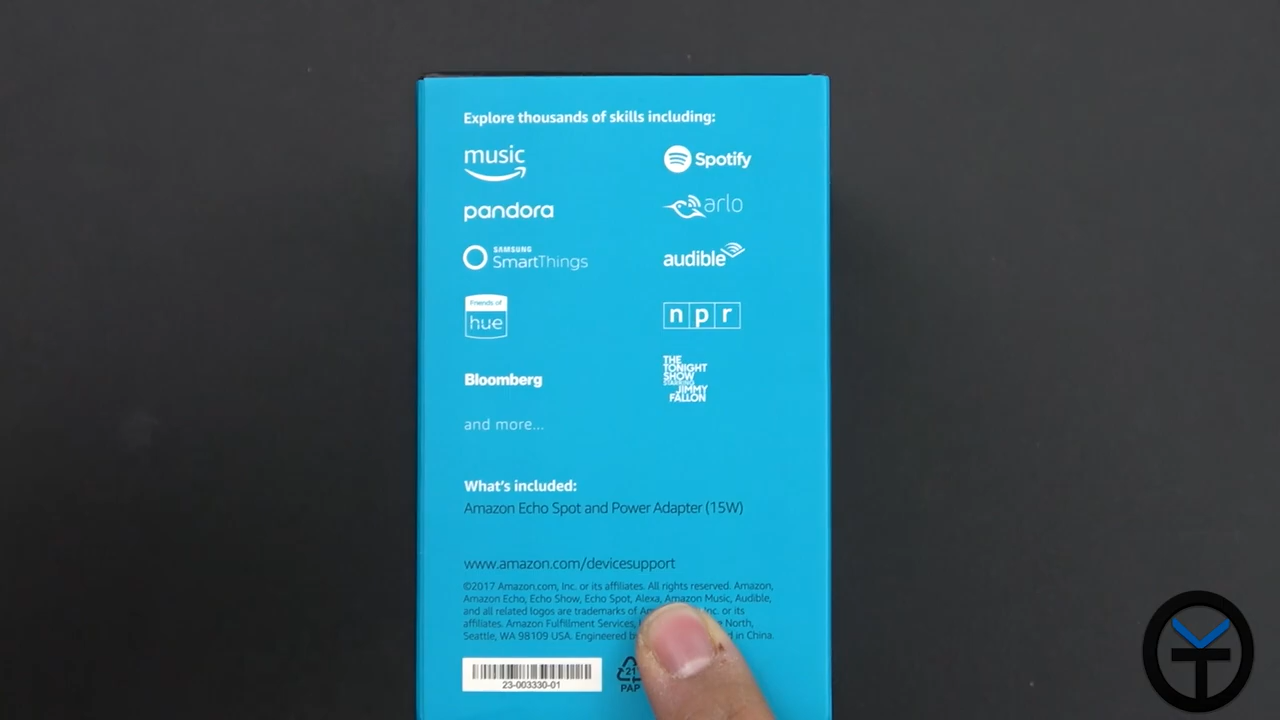 Explore thousands of skills including:
music
Spotify
pandora
arlo
SAMSUNG
SmartThings
audible
Friends of
hue
npr
Bloomberg
THE
TONIGHT
SHOW
STARRING
JIMMY
FALLON
and more...
What's included:
Amazon Echo Spot and Power Adapter (15W)
www.amazon.com/devicesupport
©2017 Amazon.com, Inc. or its affiliates. All rights reserved. Amazon,
Amazon Echo, Echo Show, Echo Spot, Alexa, Amazon Music, Audible,
and all related logos are trademarks of Inc. or its
affiliates. Amazon Fulfillment Services, North,
Seattle, WA 98109 USA. Engineered by in China.
23-003330-01
21
PAP